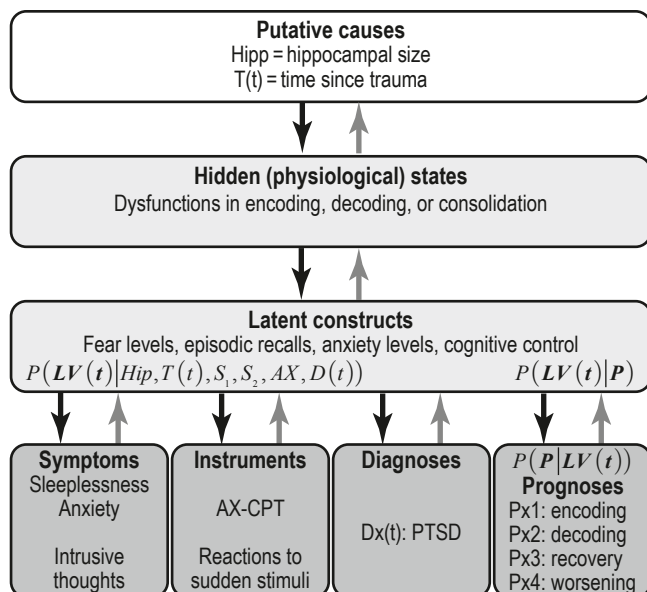 Putative causes
Hipp = hippocampal size
T(t) = time since trauma
Hidden (physiological) states
Dysfunctions in encoding, decoding, or consolidation
Latent constructs
Fear levels, episodic recalls, anxiety levels, cognitive control
P(LV(t)|Hip,T(t),S₁,S₂,AX,D(t))
P(LV(t)|P)
Symptoms
Sleeplessness
Anxiety
Intrusive
thoughts
Instruments
AX-CPT
Reactions to
sudden stimuli
Diagnoses
Dx(t): PTSD
P(P|LV(t))
Prognoses
Px1: encoding
Px2: decoding
Px3: recovery
Px4: worsening